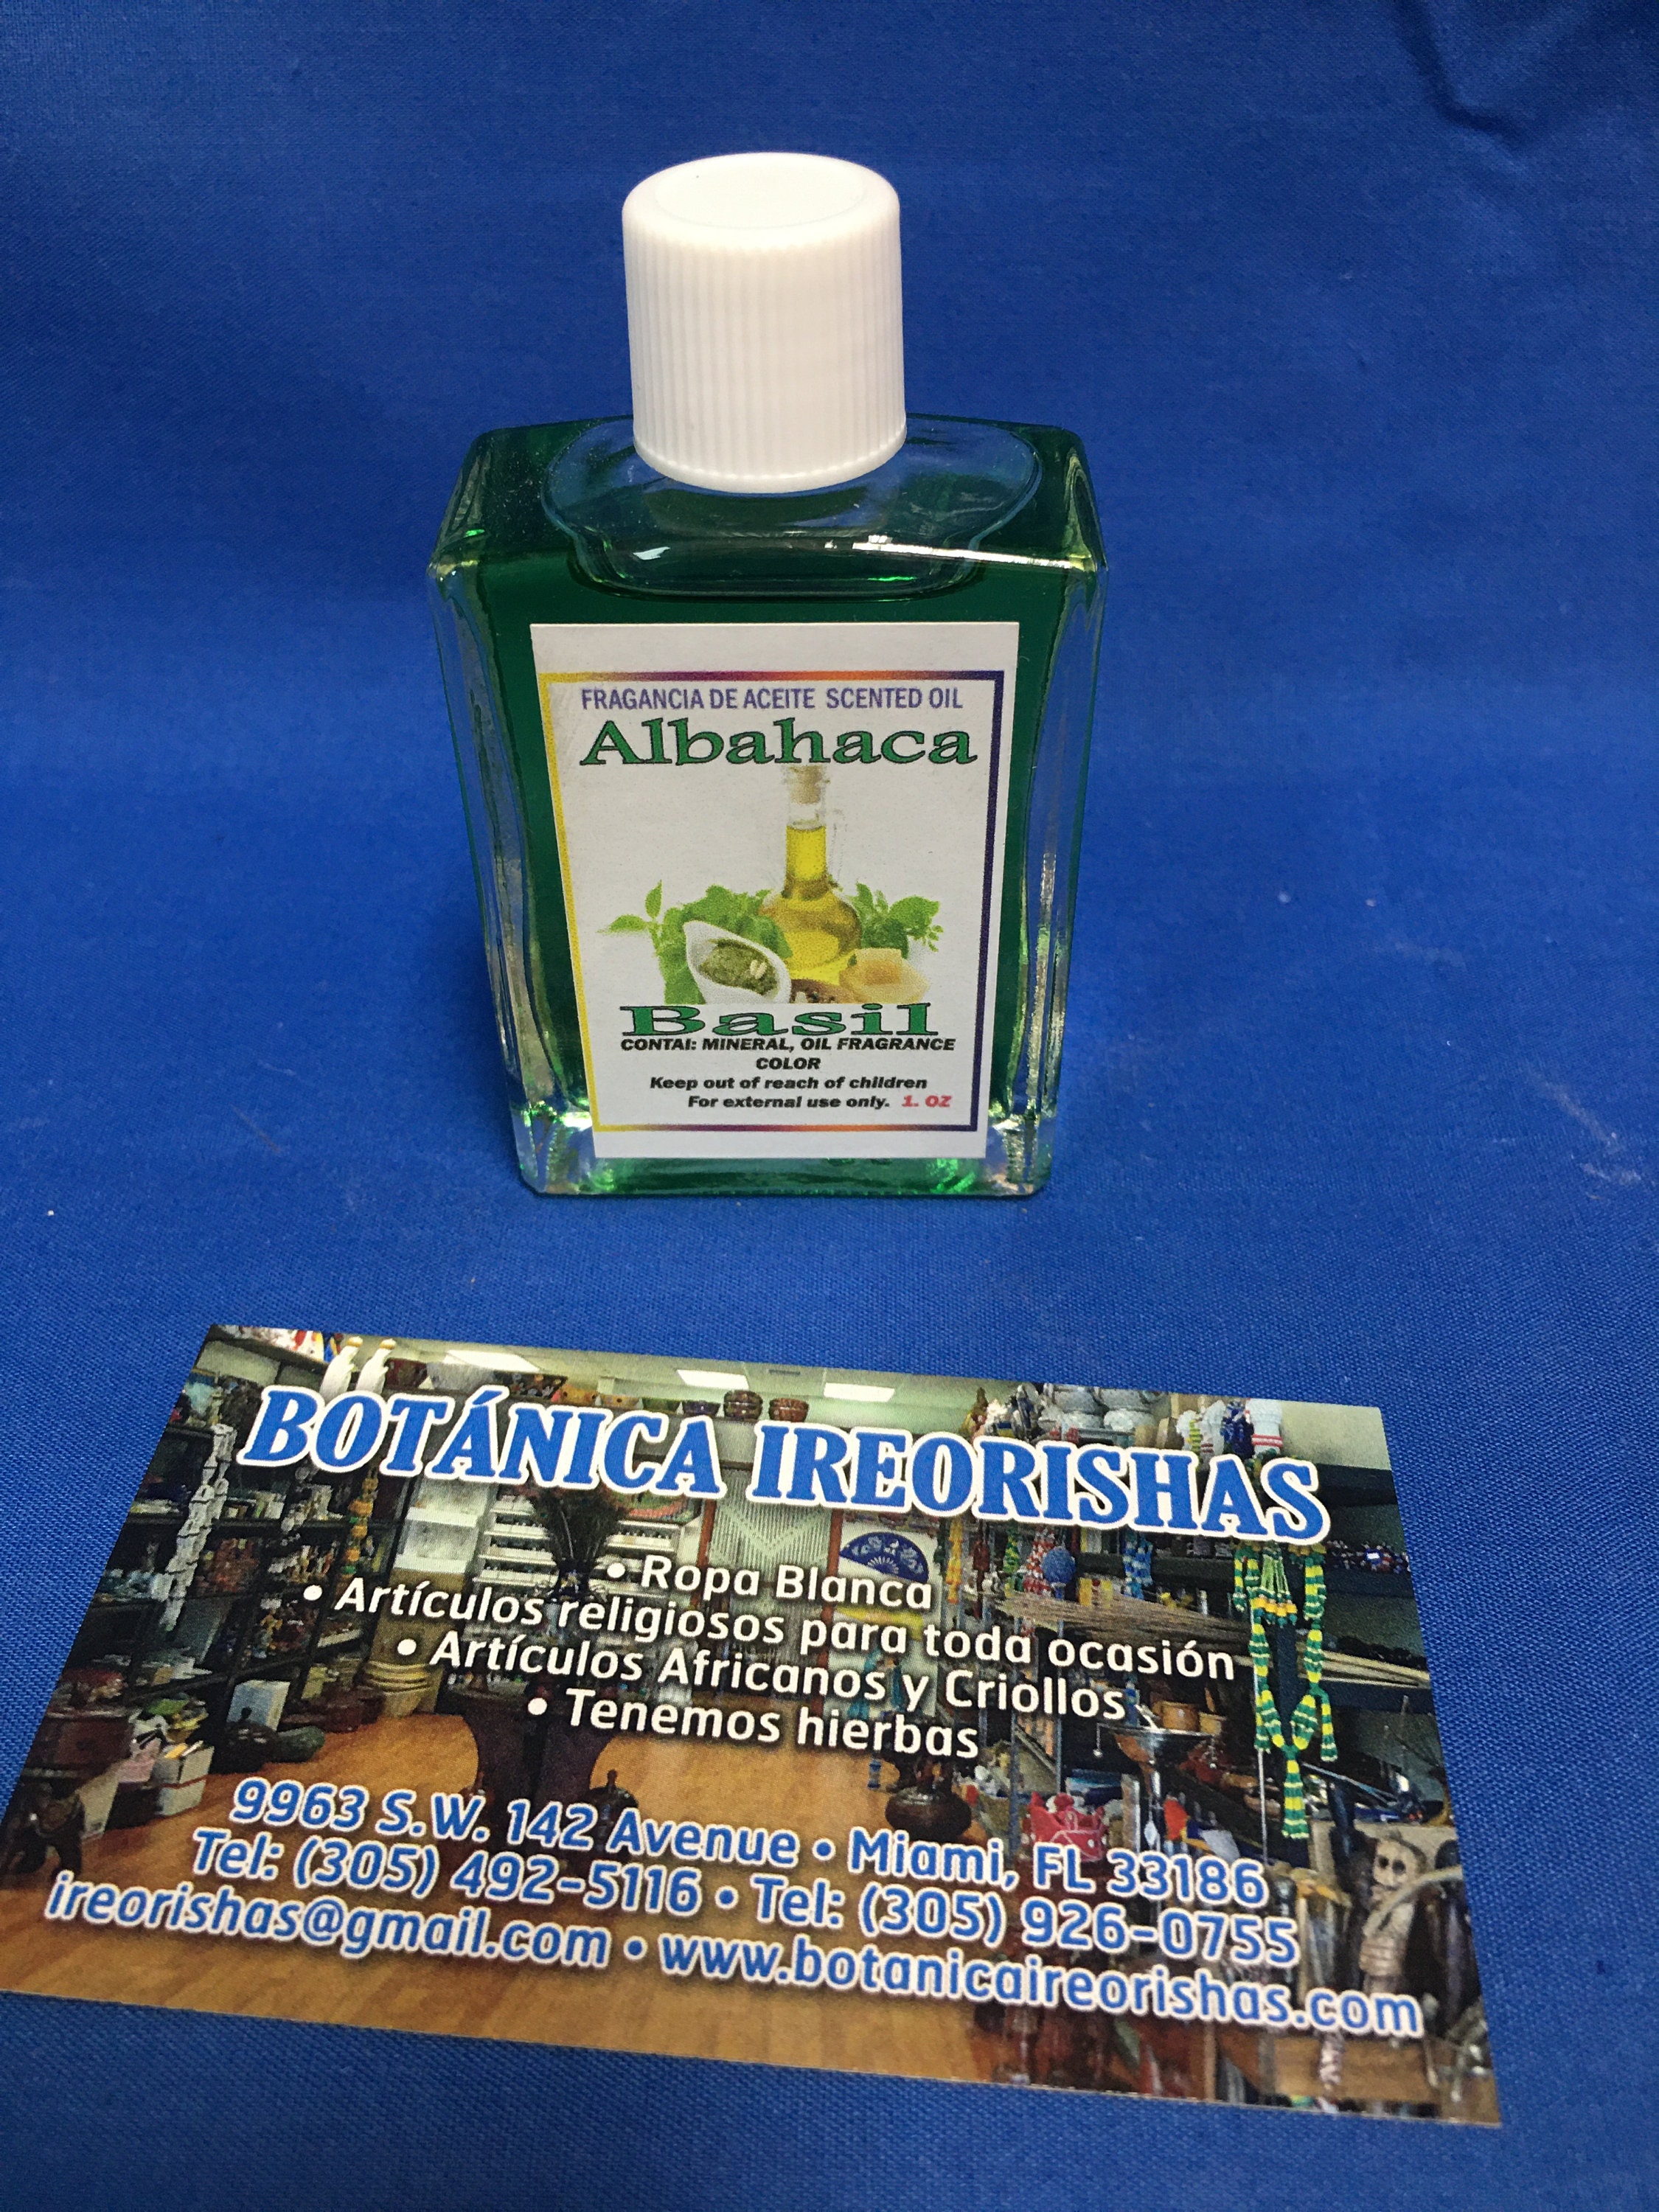 FRAGANCIA DE ACEITE SCENTED OIL
Albahaca
Basil
CONTAI: MINERAL, OIL FRAGRANCE
COLOR
Keep out of reach of children
For external use only. 1. OZ
BOTÁNICA IREORISHAS
• Ropa Blanca
• Artículos religiosos para toda ocasión
• Artículos Africanos y Criollos
• Tenemos hierbas
9963 S.W. 142 Avenue • Miami, FL 33186
Tel: (305) 492-5116 • Tel: (305) 926-0755
ireorishas@gmail.com • www.botanicaireorishas.com